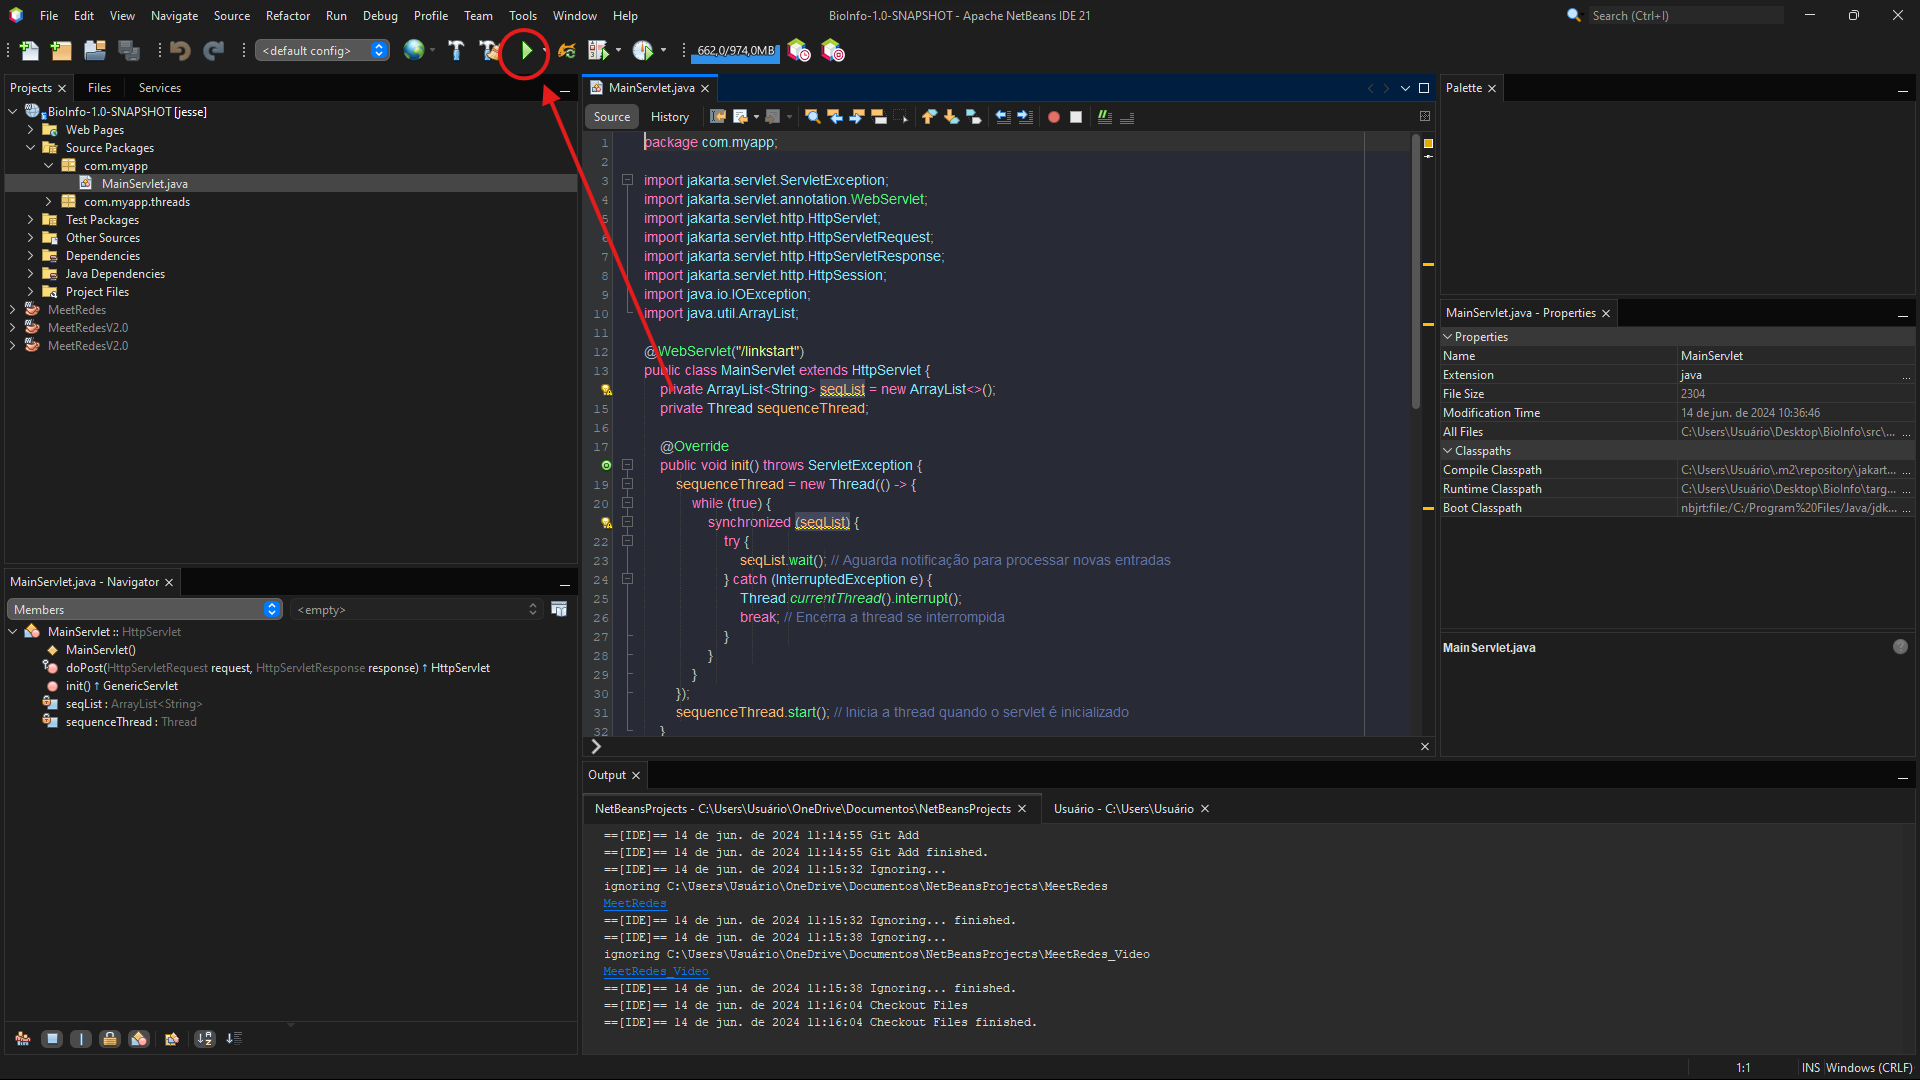 File Edit View Navigate Source Refactor Run Debug Profile Team Tools Window Help
BioInfo-1.0-SNAPSHOT - Apache NetBeans IDE 21
Search (Ctrl+I)
<default config>
662,0/974,0MB
Projects Files Services
BioInfo-1.0-SNAPSHOT [jesse]
Web Pages
Source Packages
com.myapp
MainServlet.java
com.myapp.threads
Test Packages
Other Sources
Dependencies
Java Dependencies
Project Files
MeetRedes
MeetRedesV2.0
MeetRedesV2.0
MainServlet.java - Navigator
Members
<empty>
MainServlet :: HttpServlet
MainServlet()
doPost(HttpServletRequest request, HttpServletResponse response) ↑ HttpServlet
init() ↑ GenericServlet
seqList : ArrayList<String>
sequenceThread : Thread
MainServlet.java
Source History
1 package com.myapp;
2
3 import jakarta.servlet.ServletException;
4 import jakarta.servlet.annotation.WebServlet;
5 import jakarta.servlet.http.HttpServlet;
6 import jakarta.servlet.http.HttpServletRequest;
7 import jakarta.servlet.http.HttpServletResponse;
8 import jakarta.servlet.http.HttpSession;
9 import java.io.IOException;
10 import java.util.ArrayList;
11
12 @WebServlet("/linkstart")
13 public class MainServlet extends HttpServlet {
private ArrayList<String> seqList = new ArrayList<>();
15 private Thread sequenceThread;
16
17 @Override
public void init() throws ServletException {
19 sequenceThread = new Thread(() -> {
20 while (true) {
synchronized (seqList) {
22 try {
23 seqList.wait(); // Aguarda notificação para processar novas entradas
24 } catch (InterruptedException e) {
25 Thread.currentThread().interrupt();
26 break; // Encerra a thread se interrompida
27 }
28 }
29 }
30 });
31 sequenceThread.start(); // Inicia a thread quando o servlet é inicializado
32 }
Palette
MainServlet.java - Properties
Properties
Name MainServlet
Extension java ...
File Size 2304
Modification Time 14 de jun. de 2024 10:36:46
All Files C:\Users\Usuário\Desktop\BioInfo\src\... ...
Classpaths
Compile Classpath C:\Users\Usuário\.m2\repository\jakart... ...
Runtime Classpath C:\Users\Usuário\Desktop\BioInfo\targ... ...
Boot Classpath nbjrt:file:/C:/Program%20Files/Java/jdk... ...
MainServlet.java
Output
NetBeansProjects - C:\Users\Usuário\OneDrive\Documentos\NetBeansProjects
Usuário - C:\Users\Usuário
==[IDE]== 14 de jun. de 2024 11:14:55 Git Add
==[IDE]== 14 de jun. de 2024 11:14:55 Git Add finished.
==[IDE]== 14 de jun. de 2024 11:15:32 Ignoring...
ignoring C:\Users\Usuário\OneDrive\Documentos\NetBeansProjects\MeetRedes
MeetRedes
==[IDE]== 14 de jun. de 2024 11:15:32 Ignoring... finished.
==[IDE]== 14 de jun. de 2024 11:15:38 Ignoring...
ignoring C:\Users\Usuário\OneDrive\Documentos\NetBeansProjects\MeetRedes_Video
MeetRedes_Video
==[IDE]== 14 de jun. de 2024 11:15:38 Ignoring... finished.
==[IDE]== 14 de jun. de 2024 11:16:04 Checkout Files
==[IDE]== 14 de jun. de 2024 11:16:04 Checkout Files finished.
1:1 INS Windows (CRLF)